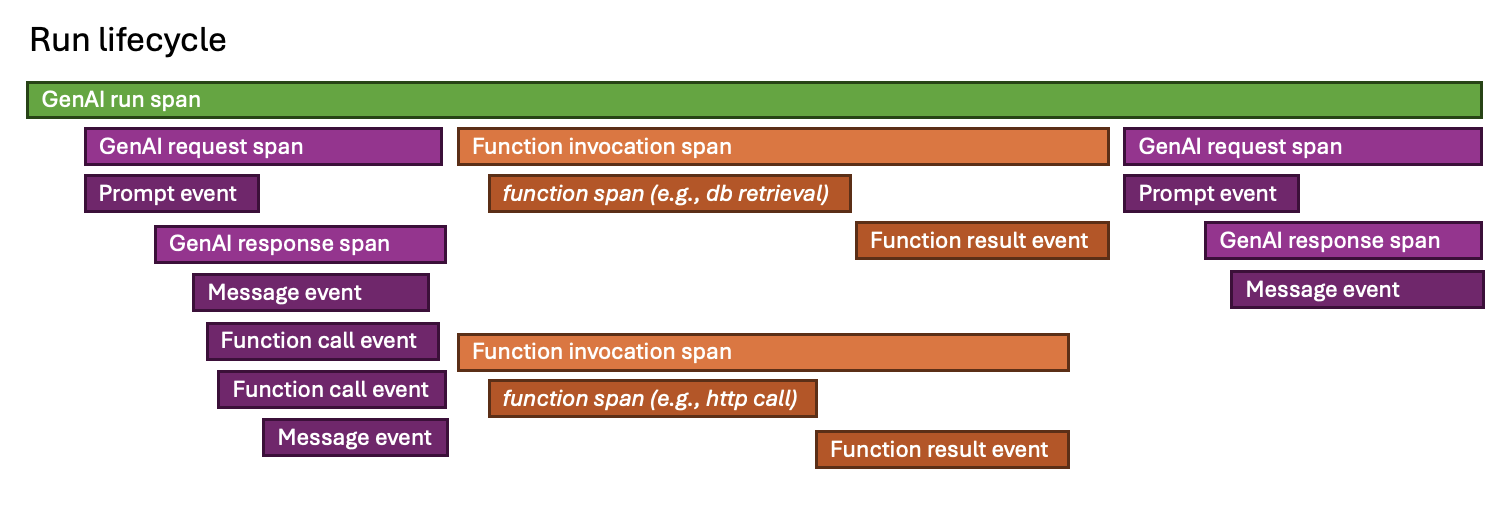 Run lifecycle
GenAI run span
GenAI request span
Function invocation span
GenAI request span
Prompt event
function span (e.g., db retrieval)
Prompt event
GenAI response span
Function result event
GenAI response span
Message event
Message event
Function call event
Function invocation span
Function call event
function span (e.g., http call)
Message event
Function result event